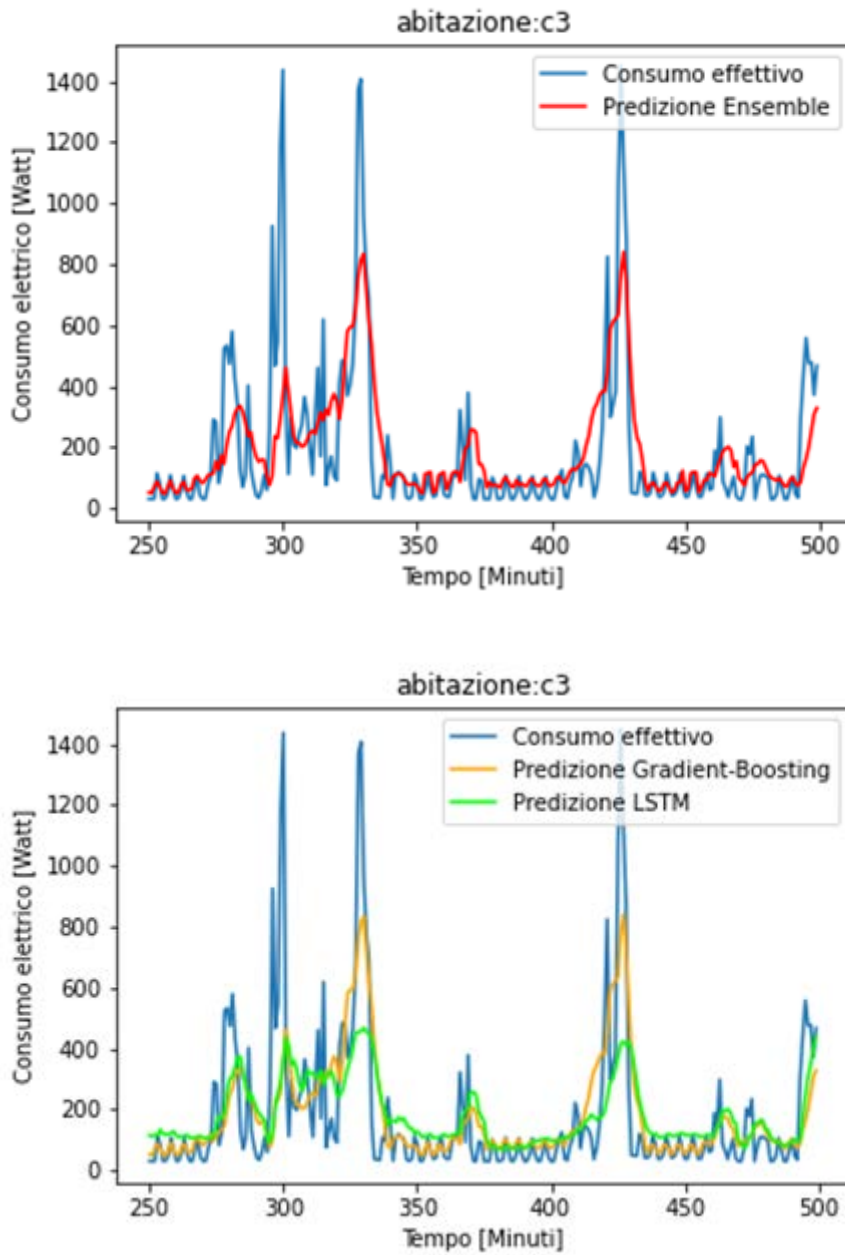 abitazione:c3
Consumo effettivo
Predizione Ensemble
Consumo elettrico [Watt]
1400
1200
1000
800
600
400
200
0
250 300 350 400 450 500
Tempo [Minuti]
abitazione:c3
Consumo effettivo
Predizione Gradient-Boosting
Predizione LSTM
Consumo elettrico [Watt]
1400
1200
1000
800
600
400
200
0
250 300 350 400 450 500
Tempo [Minuti]